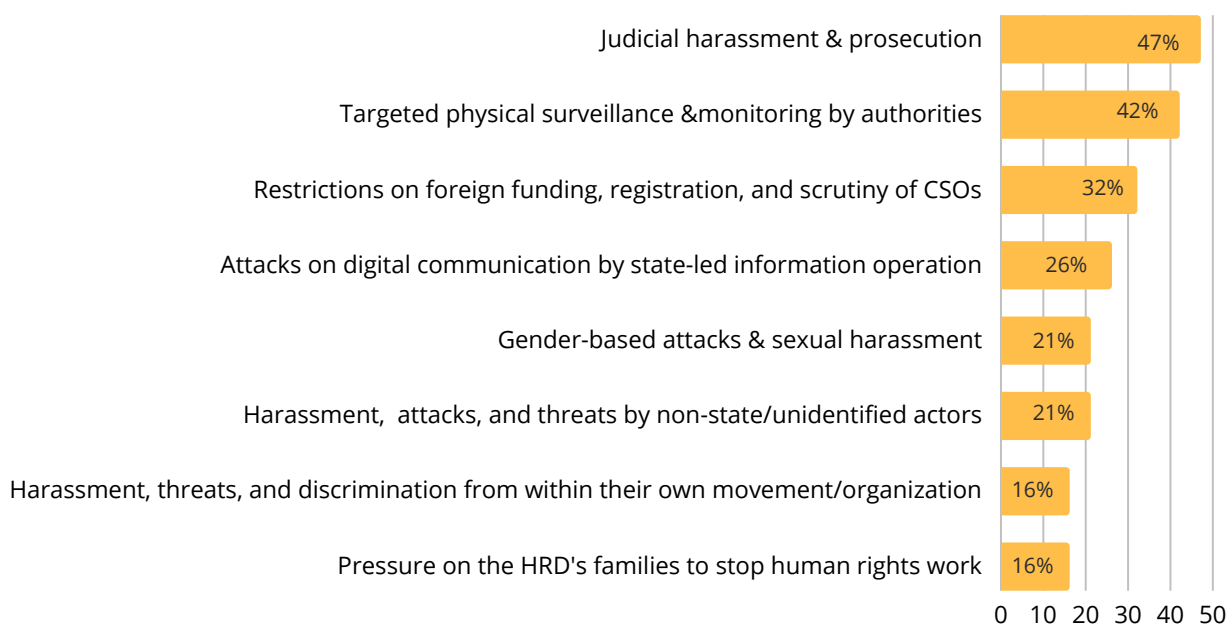 Judicial harassment & prosecution 47%
Targeted physical surveillance &monitoring by authorities 42%
Restrictions on foreign funding, registration, and scrutiny of CSOs 32%
Attacks on digital communication by state-led information operation 26%
Gender-based attacks & sexual harassment 21%
Harassment,  attacks, and threats by non-state/unidentified actors 21%
Harassment, threats, and discrimination from within their own movement/organization 16%
Pressure on the HRD's families to stop human rights work 16%
0 10 20 30 40 50